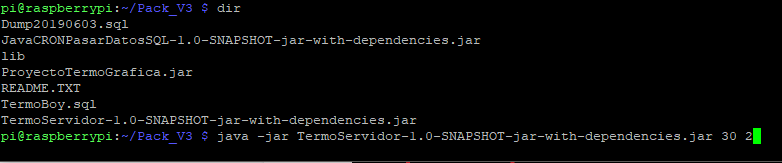 pi@raspberrypi:~/Pack_V3 $ dir
Dump20190603.sql
JavaCRONPasarDatosSQL-1.0-SNAPSHOT-jar-with-dependencies.jar
lib
ProyectoTermoGrafica.jar
README.TXT
TermoBoy.sql
TermoServidor-1.0-SNAPSHOT-jar-with-dependencies.jar
pi@raspberrypi:~/Pack_V3 $ java -jar TermoServidor-1.0-SNAPSHOT-jar-with-dependencies.jar 30 2